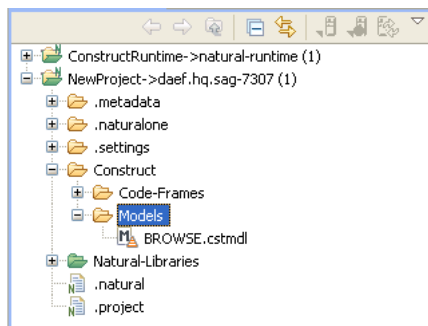 ConstructRuntime->natural-runtime (1)
NewProject->daef.hq.sag-7307 (1)
.metadata
.naturalone
.settings
Construct
Code-Frames
Models
BROWSE.cstmdl
Natural-Libraries
.natural
.project